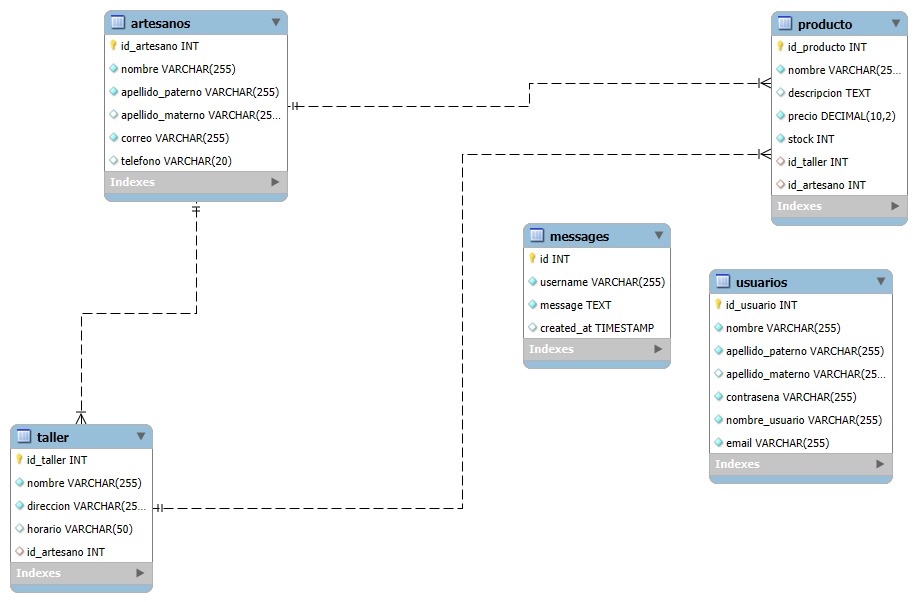 artesanos
id_artesano INT
nombre VARCHAR(255)
apellido_paterno VARCHAR(255)
apellido_materno VARCHAR(25...
correo VARCHAR(255)
telefono VARCHAR(20)
Indexes
producto
id_producto INT
nombre VARCHAR(25...
descripcion TEXT
precio DECIMAL(10,2)
stock INT
id_taller INT
id_artesano INT
Indexes
messages
id INT
username VARCHAR(255)
message TEXT
created_at TIMESTAMP
Indexes
usuarios
id_usuario INT
nombre VARCHAR(255)
apellido_paterno VARCHAR(255)
apellido_materno VARCHAR(25...
contrasena VARCHAR(255)
nombre_usuario VARCHAR(255)
email VARCHAR(255)
Indexes
taller
id_taller INT
nombre VARCHAR(255)
direccion VARCHAR(25...
horario VARCHAR(50)
id_artesano INT
Indexes